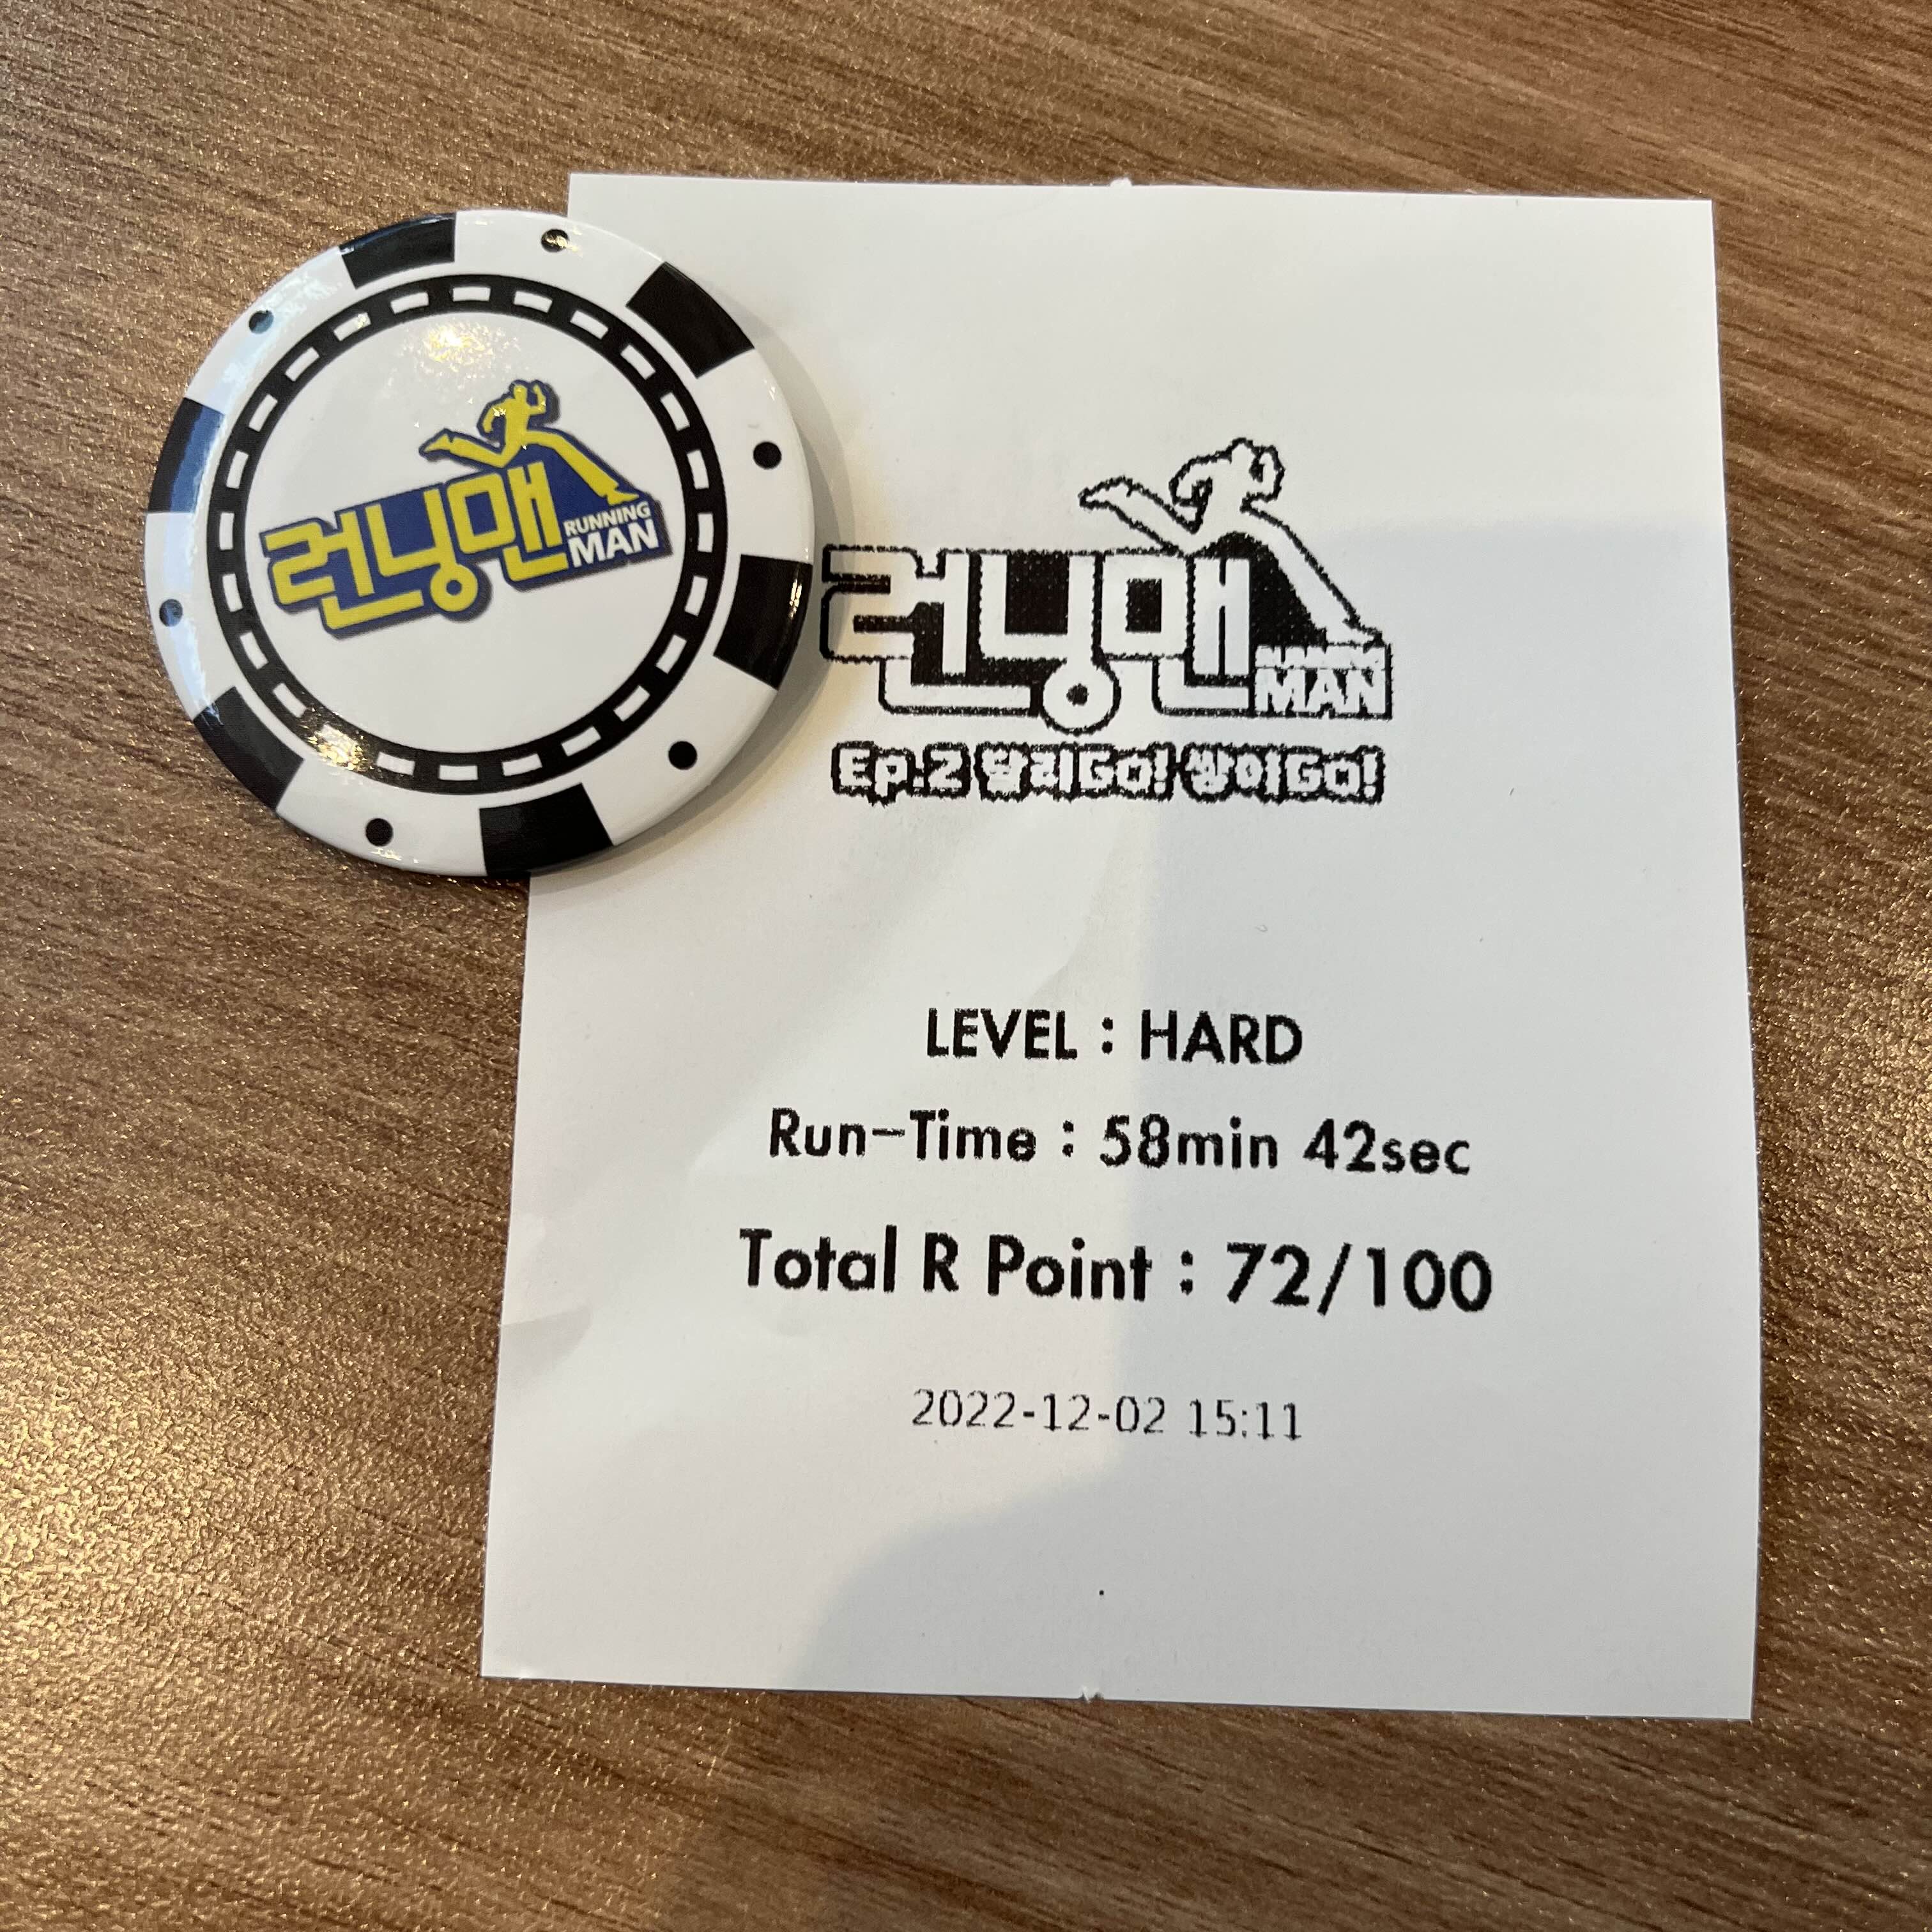 런닝맨
RUNNING
MAN
런닝맨
RUNNING
MAN
Ep.2 달리Go! 쌓이Go!
LEVEL : HARD
Run-Time : 58min 42sec
Total R Point : 72/100
2022-12-02 15:11